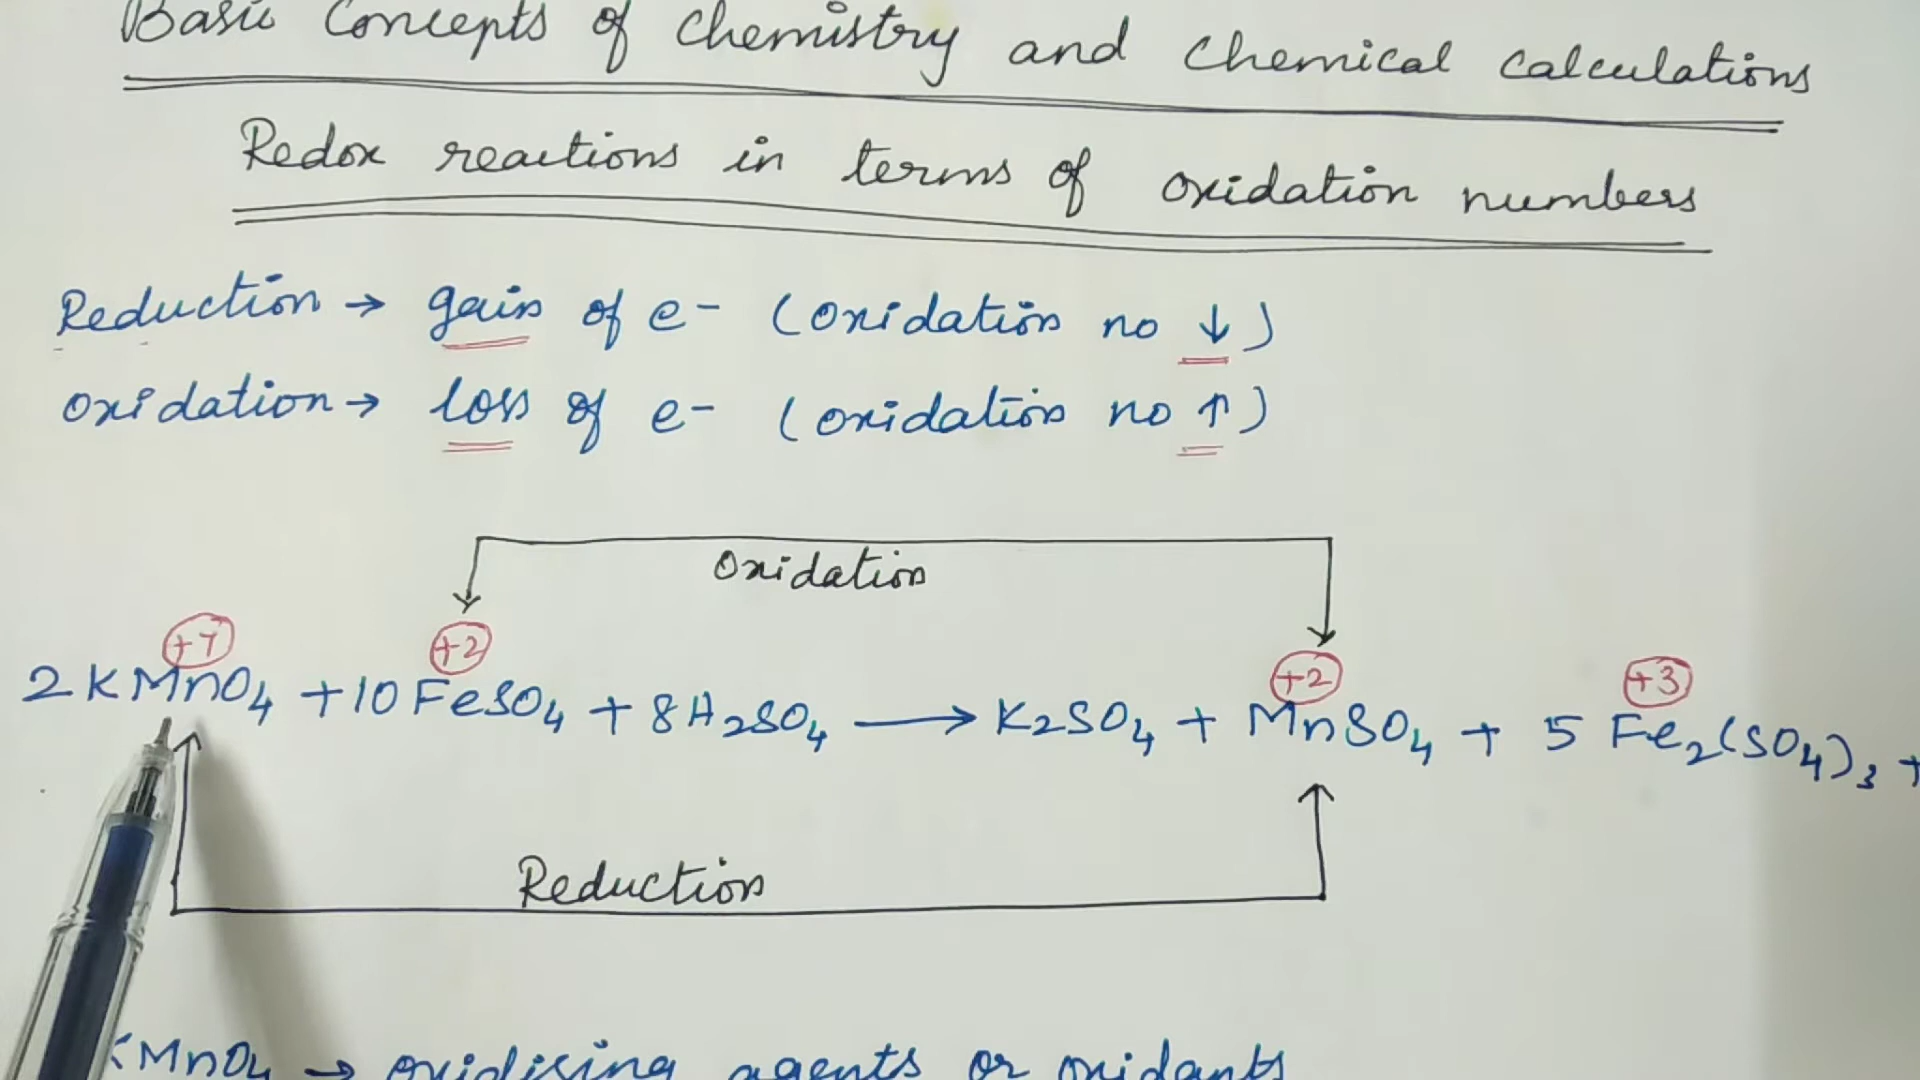 Basic Concepts of Chemistry and Chemical calculations
Redox reactions in terms of oxidation numbers
Reduction → gain of e- (oxidation no ↓)
oxidation → loss of e- (oxidation no ↑)
Oxidation
+7 +2 +2 +3
2KMnO4 + 10 FeSO4 + 8H2SO4 → K2SO4 + MnSO4 + 5 Fe2(SO4)3 +
Reduction
KMnO4 → oxidising agents or oxidants